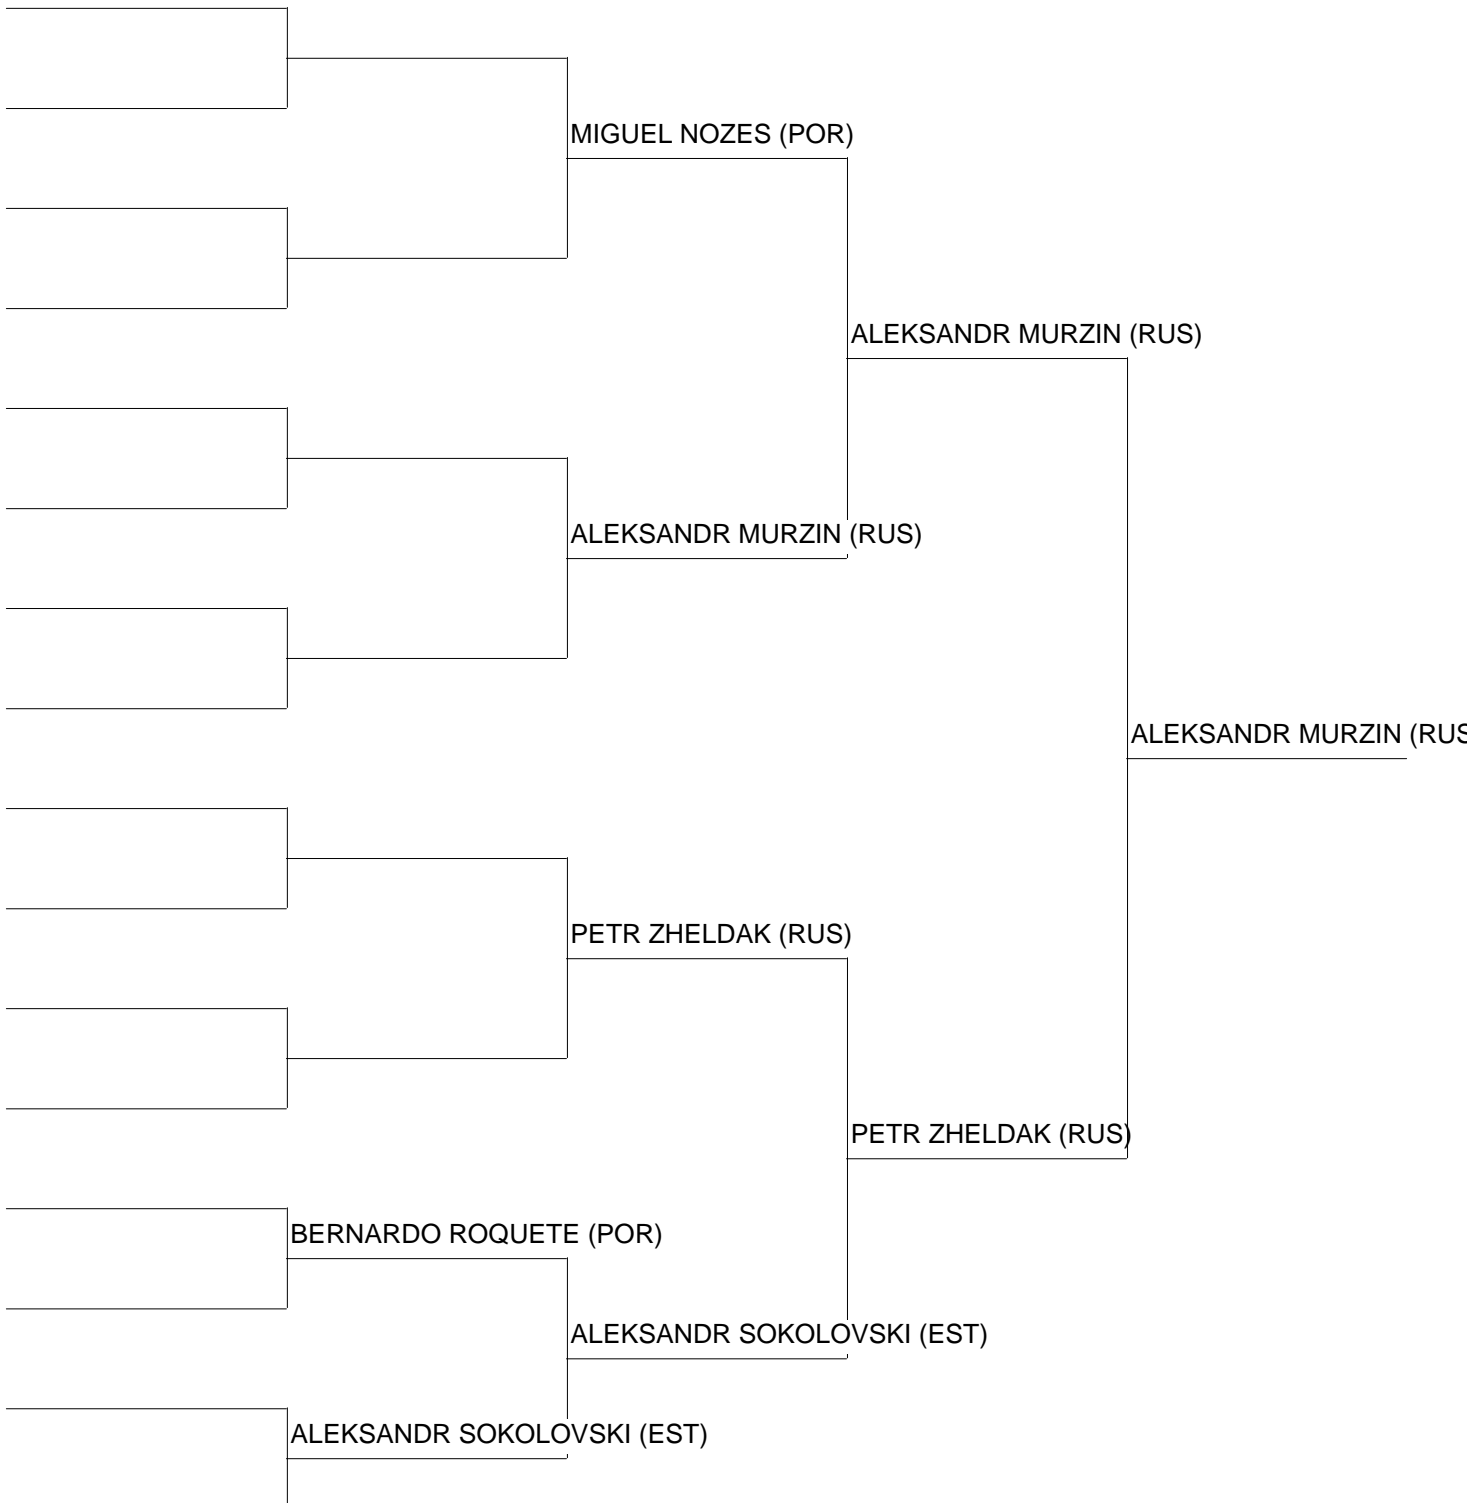 MIGUEL NOZES (POR)
ALEKSANDR MURZIN (RUS)
ALEKSANDR MURZIN (RUS)
ALEKSANDR MURZIN (RUS
PETR ZHELDAK (RUS)
PETR ZHELDAK (RUS)
BERNARDO ROQUETE (POR)
ALEKSANDR SOKOLOVSKI (EST)
ALEKSANDR SOKOLOVSKI (EST)